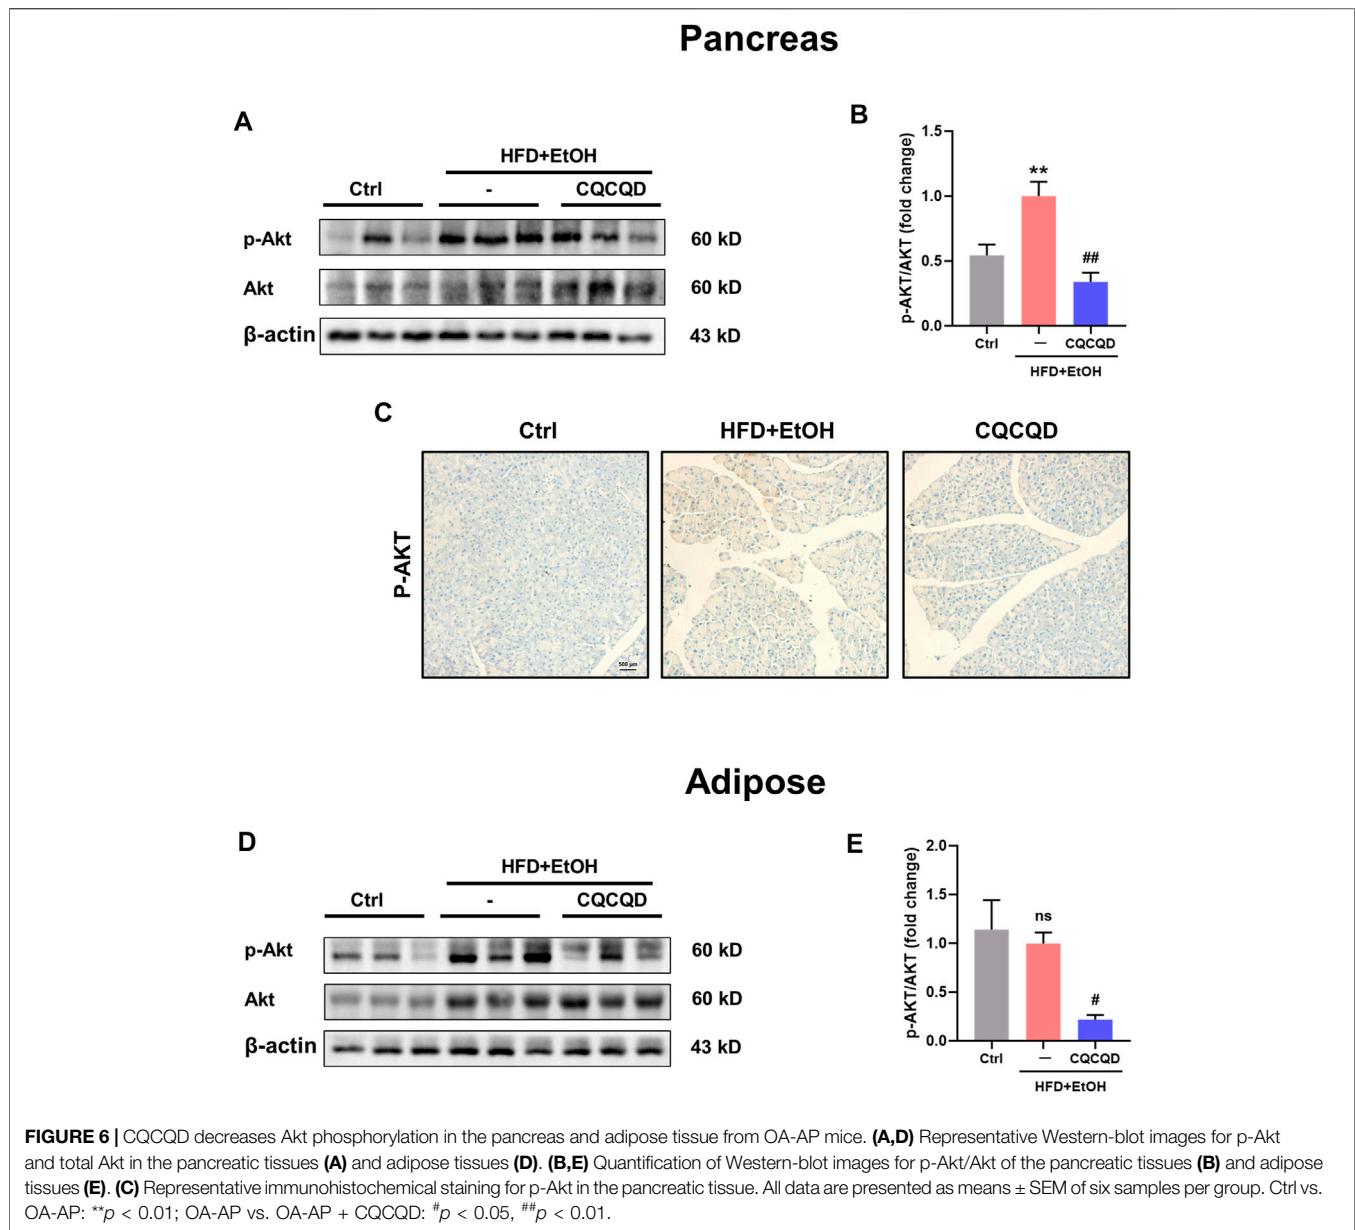 Pancreas
A
HFD+EtOH
Ctrl - CQCQD
p-Akt 60 kD
Akt 60 kD
β-actin 43 kD
B
p-AKT/AKT (fold change)
1.5
1.0
0.5
0.0
**
##
Ctrl — CQCQD
HFD+EtOH
C
Ctrl HFD+EtOH CQCQD
P-AKT
500 μm
Adipose
D
HFD+EtOH
Ctrl - CQCQD
p-Akt 60 kD
Akt 60 kD
β-actin 43 kD
E
p-AKT/AKT (fold change)
2.0
1.5
1.0
0.5
0.0
ns
#
Ctrl — CQCQD
HFD+EtOH
FIGURE 6 | CQCQD decreases Akt phosphorylation in the pancreas and adipose tissue from OA-AP mice. (A,D) Representative Western-blot images for p-Akt
and total Akt in the pancreatic tissues (A) and adipose tissues (D). (B,E) Quantification of Western-blot images for p-Akt/Akt of the pancreatic tissues (B) and adipose
tissues (E). (C) Representative immunohistochemical staining for p-Akt in the pancreatic tissue. All data are presented as means ± SEM of six samples per group. Ctrl vs.
OA-AP: **p < 0.01; OA-AP vs. OA-AP + CQCQD: #p < 0.05, ##p < 0.01.